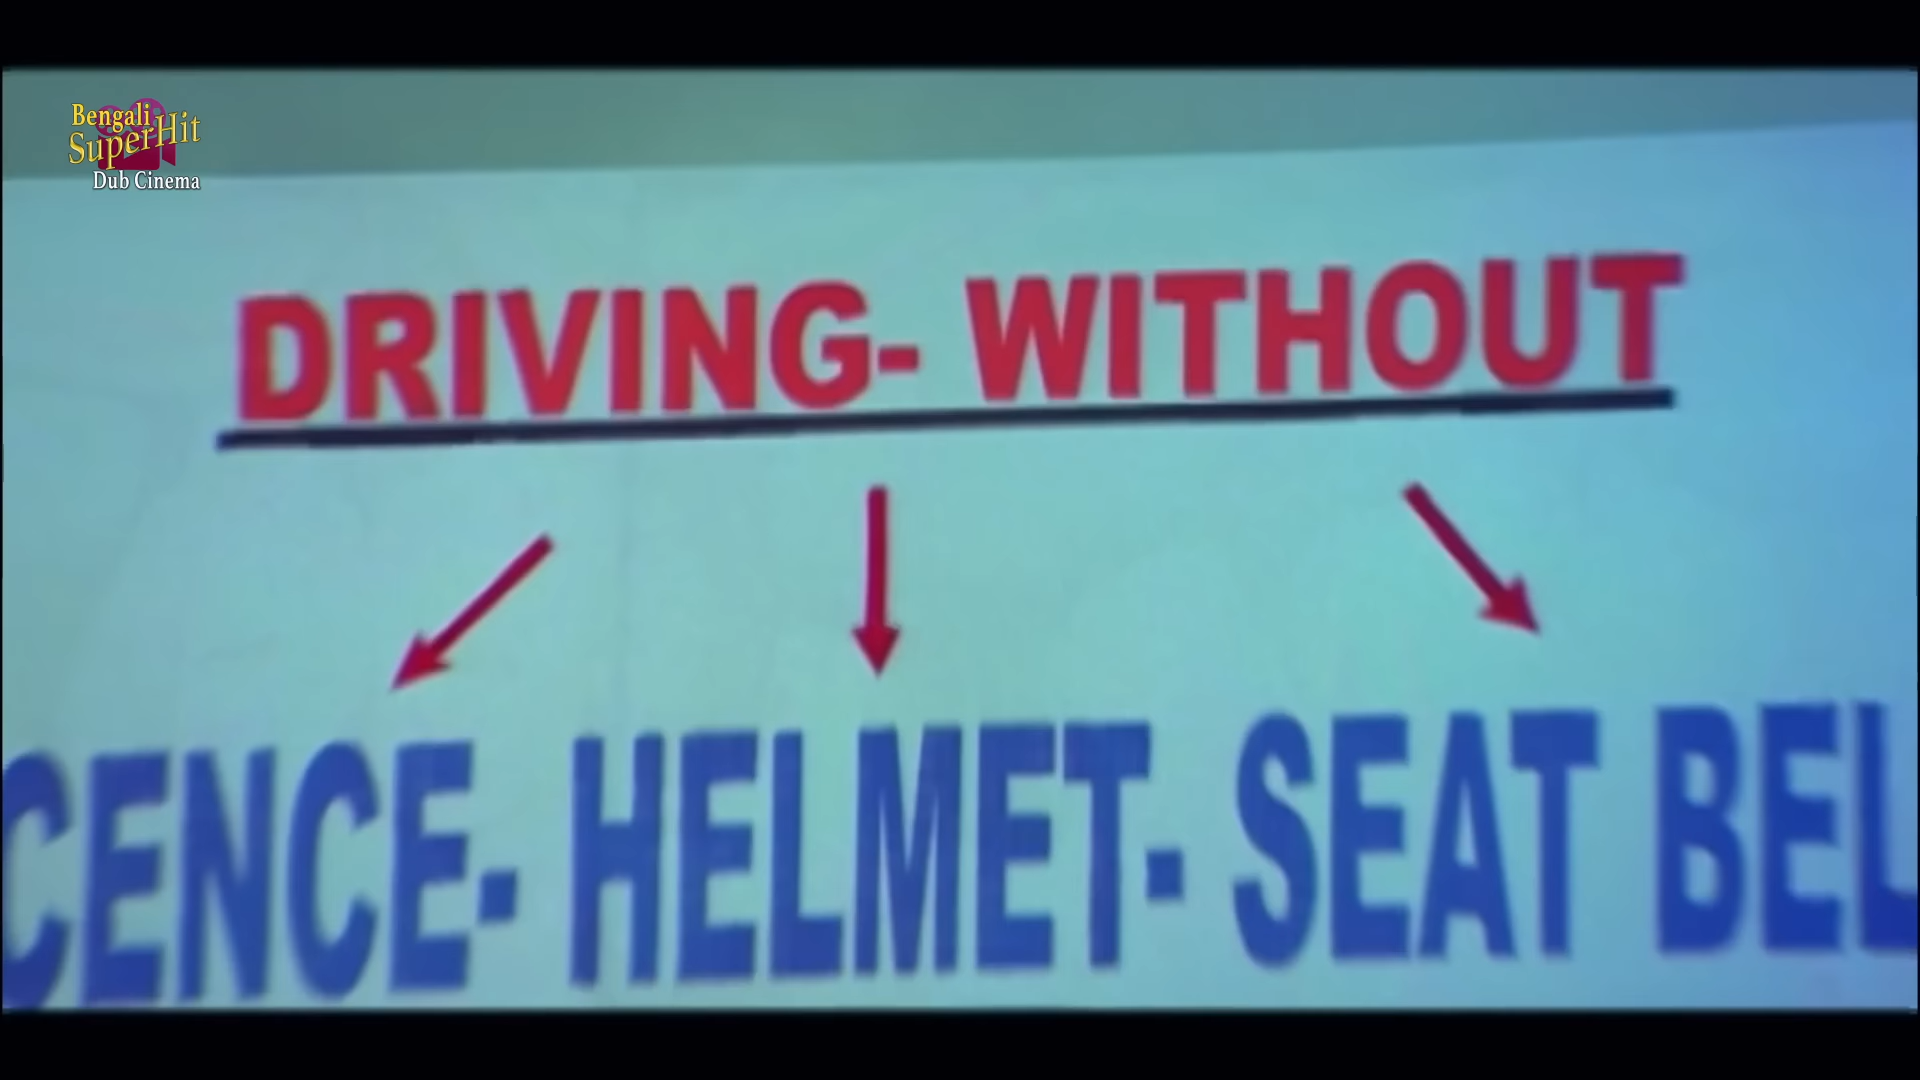 Bengali
SuperHit
Dub Cinema
DRIVING- WITHOUT
CENCE- HELMET- SEAT BEL